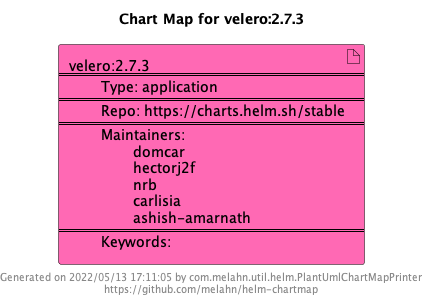 Chart Map for velero:2.7.3
velero:2.7.3
Type: application
Repo: https://charts.helm.sh/stable
Maintainers:
domcar
hectorj2f
nrb
carlisia
ashish-amarnath
Keywords:
Generated on 2022/05/13 17:11:05 by com.melahn.util.helm.PlantUmlChartMapPrinter
https://github.com/melahn/helm-chartmap